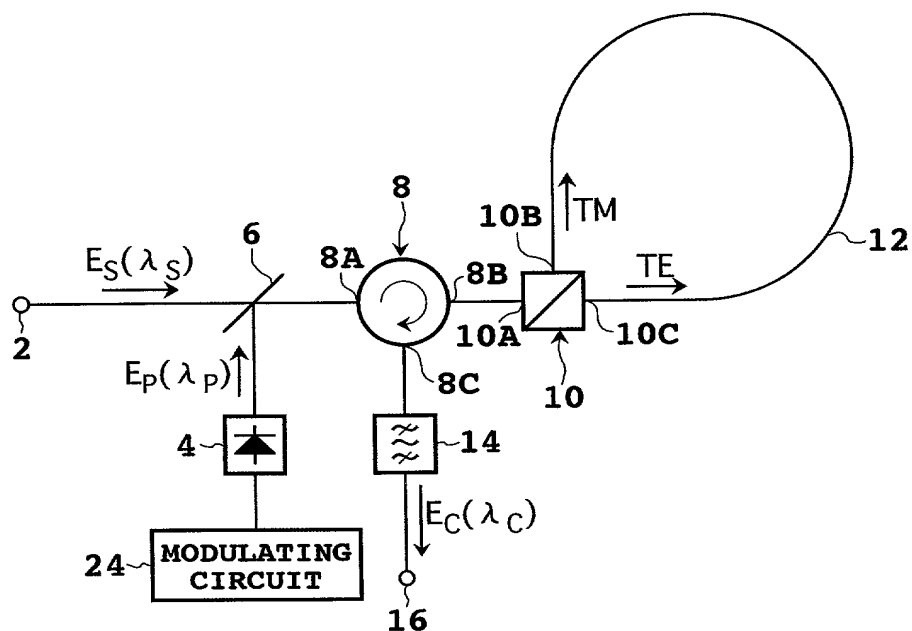 8
10B
TM
12
6
E_S(λ_S)
8A
8B
TE
2
10A
10C
E_P(λ_P)
8C
10
4
14
E_C(λ_C)
24
MODULATING
CIRCUIT
16